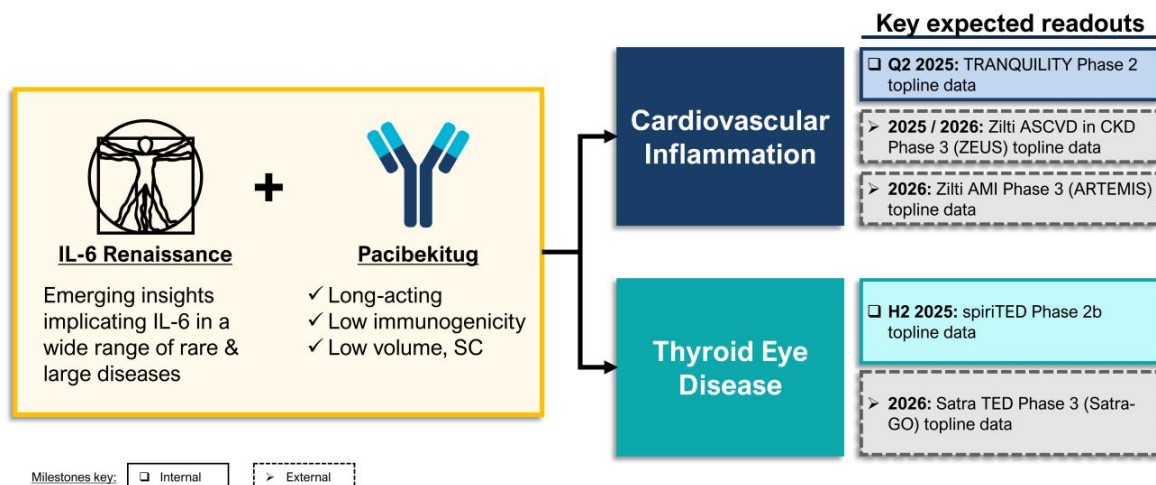 Key expected readouts
IL-6 Renaissance
Emerging insights
implicating IL-6 in a
wide range of rare &
large diseases
+
Pacibekitug
✓ Long-acting
✓ Low immunogenicity
✓ Low volume, SC
Cardiovascular
Inflammation
❑ Q2 2025: TRANQUILITY Phase 2
topline data
➢ 2025 / 2026: Zilti ASCVD in CKD
Phase 3 (ZEUS) topline data
➢ 2026: Zilti AMI Phase 3 (ARTEMIS)
topline data
Thyroid Eye
Disease
❑ H2 2025: spiriTED Phase 2b
topline data
➢ 2026: Satra TED Phase 3 (Satra-
GO) topline data
Milestones key: ❑ Internal ➢ External